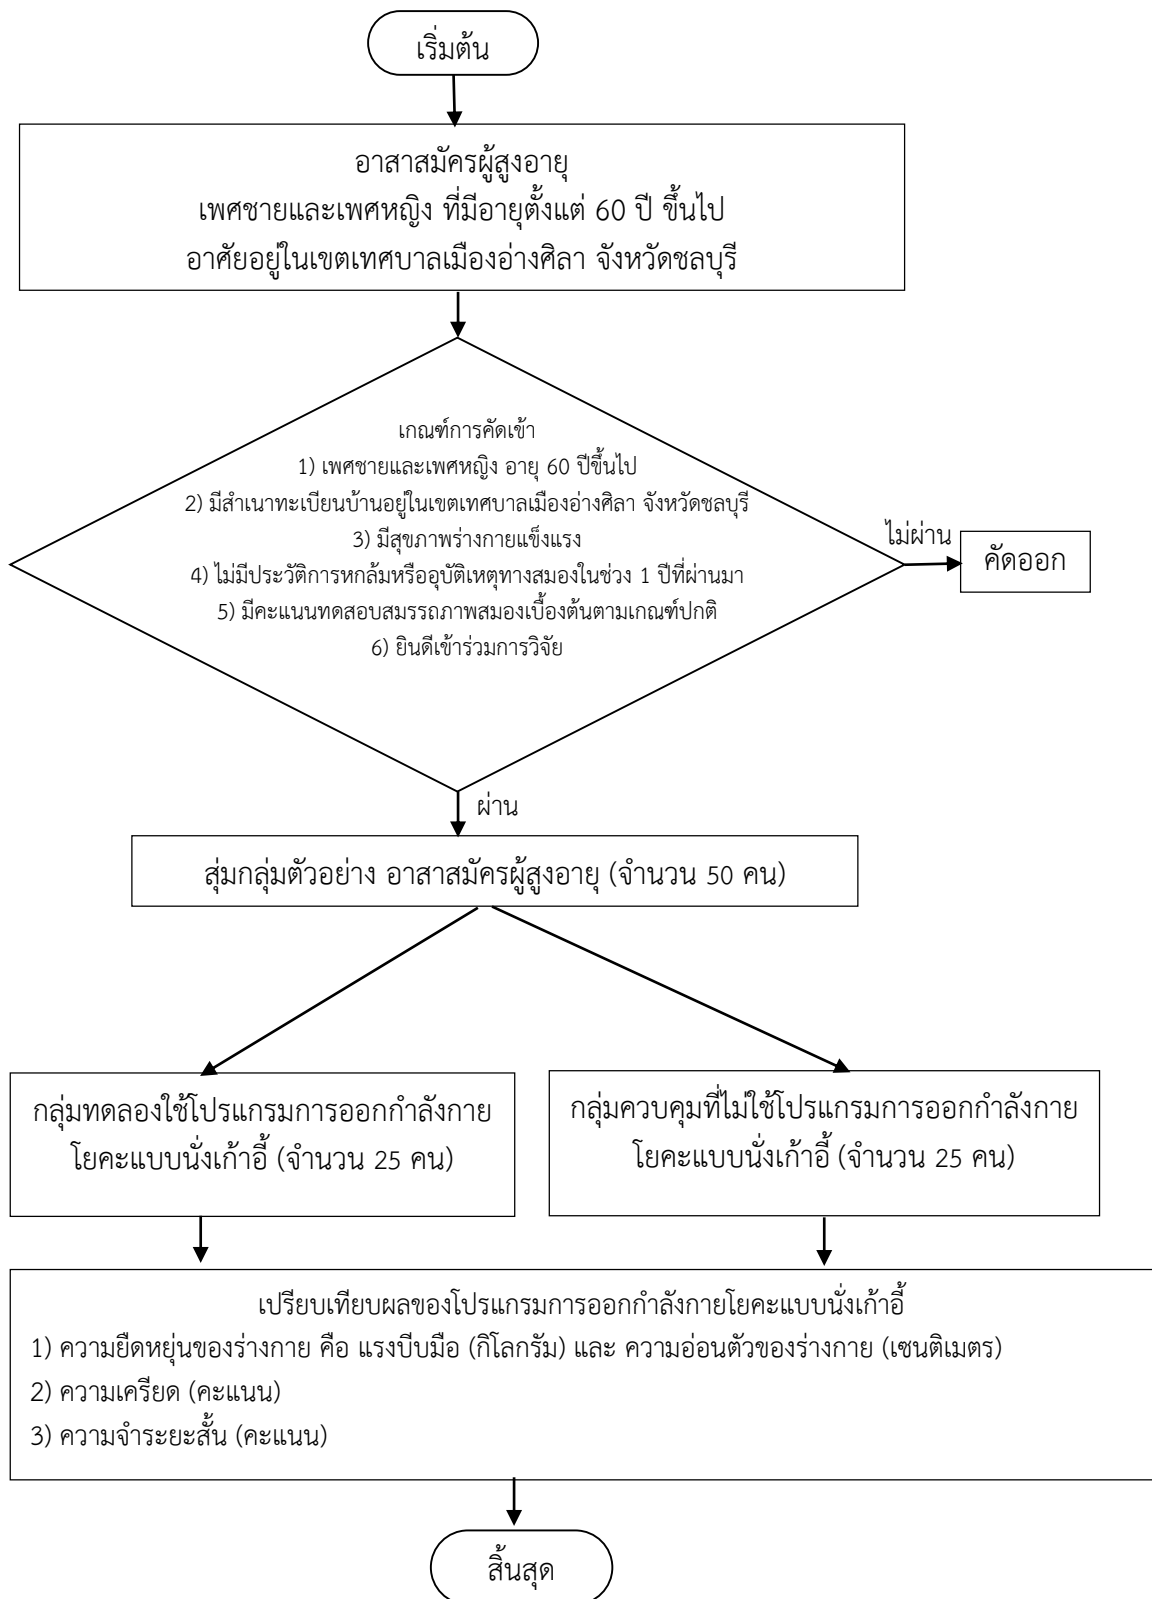 เริ่มต้น
อาสาสมัครผู้สูงอายุ
เพศชายและเพศหญิง ที่มีอายุตั้งแต่ 60 ปี ขึ้นไป
อาศัยอยู่ในเขตเทศบาลเมืองอ่างศิลา จังหวัดชลบุรี
เกณฑ์การคัดเข้า
1) เพศชายและเพศหญิง อายุ 60 ปีขึ้นไป
2) มีสำเนาทะเบียนบ้านอยู่ในเขตเทศบาลเมืองอ่างศิลา จังหวัดชลบุรี
3) มีสุขภาพร่างกายแข็งแรง
4) ไม่มีประวัติการหกล้มหรืออุบัติเหตุทางสมองในช่วง 1 ปีที่ผ่านมา
5) มีคะแนนทดสอบสมรรถภาพสมองเบื้องต้นตามเกณฑ์ปกติ
6) ยินดีเข้าร่วมการวิจัย
ไม่ผ่าน
คัดออก
ผ่าน
สุ่มกลุ่มตัวอย่าง อาสาสมัครผู้สูงอายุ (จำนวน 50 คน)
กลุ่มทดลองใช้โปรแกรมการออกกำลังกาย
โยคะแบบนั่งเก้าอี้ (จำนวน 25 คน)
กลุ่มควบคุมที่ไม่ใช้โปรแกรมการออกกำลังกาย
โยคะแบบนั่งเก้าอี้ (จำนวน 25 คน)
เปรียบเทียบผลของโปรแกรมการออกกำลังกายโยคะแบบนั่งเก้าอี้
1) ความยืดหยุ่นของร่างกาย คือ แรงบีบมือ (กิโลกรัม) และ ความอ่อนตัวของร่างกาย (เซนติเมตร)
2) ความเครียด (คะแนน)
3) ความจำระยะสั้น (คะแนน)
สิ้นสุด